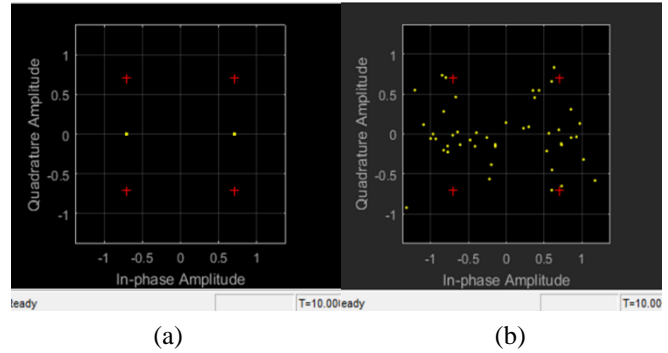 1
0.5
0
-0.5
-1
Quadrature Amplitude
-1 -0.5 0 0.5 1
In-phase Amplitude
Ready T=10.00
(a)
1
0.5
0
-0.5
-1
Quadrature Amplitude
-1 -0.5 0 0.5 1
In-phase Amplitude
eady T=10.00
(b)